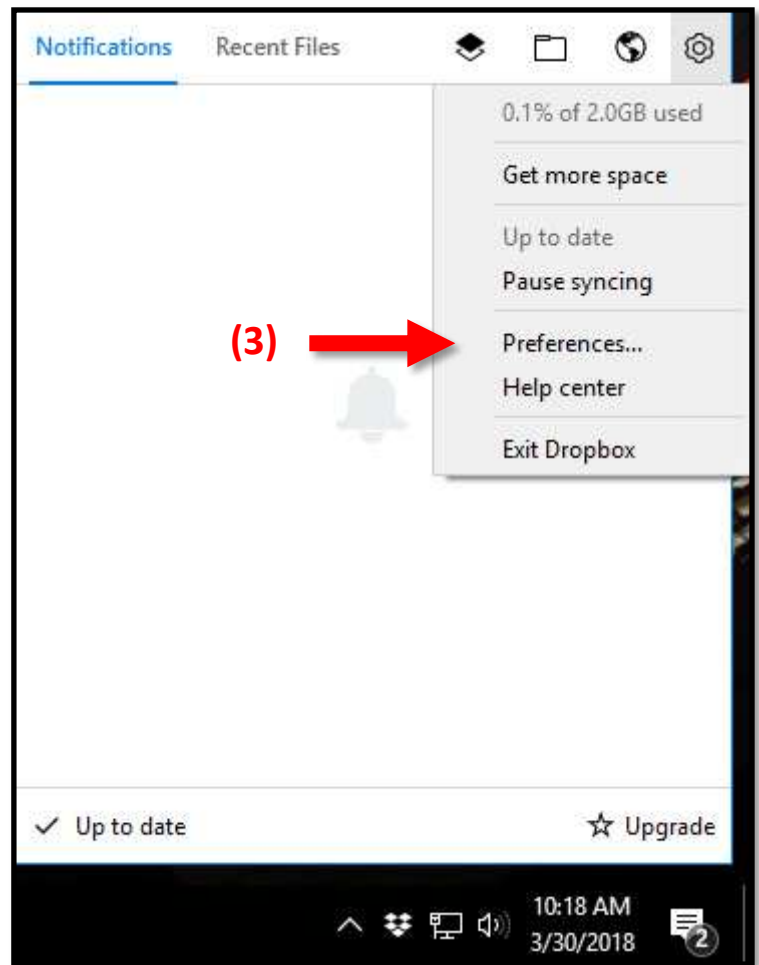 Notifications Recent Files
0.1% of 2.0GB used
Get more space
Up to date
Pause syncing
(3) Preferences...
Help center
Exit Dropbox
Up to date Upgrade
10:18 AM
3/30/2018
2